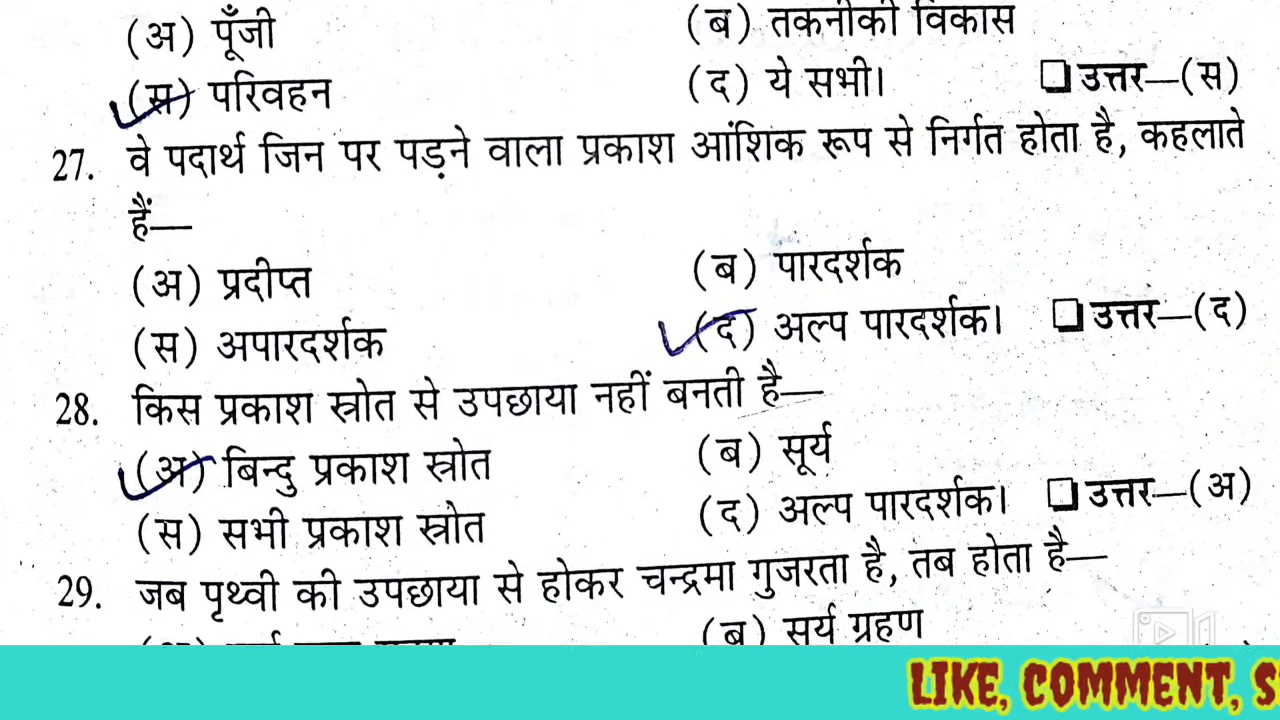 (अ) पूँजी (ब) तकनीकी विकास
(स) परिवहन (द) ये सभी। उत्तर—(स)
27. वे पदार्थ जिन पर पड़ने वाला प्रकाश आंशिक रूप से निर्गत होता है, कहलाते
हैं—
(अ) प्रदीप्त (ब) पारदर्शक
(स) अपारदर्शक (द) अल्प पारदर्शक। उत्तर—(द)
28. किस प्रकाश स्रोत से उपछाया नहीं बनती है—
(अ) बिन्दु प्रकाश स्रोत (ब) सूर्य
(स) सभी प्रकाश स्रोत (द) अल्प पारदर्शक। उत्तर—(अ)
29. जब पृथ्वी की उपछाया से होकर चन्द्रमा गुजरता है, तब होता है—
(ब) सूर्य ग्रहण
LIKE, COMMENT, S